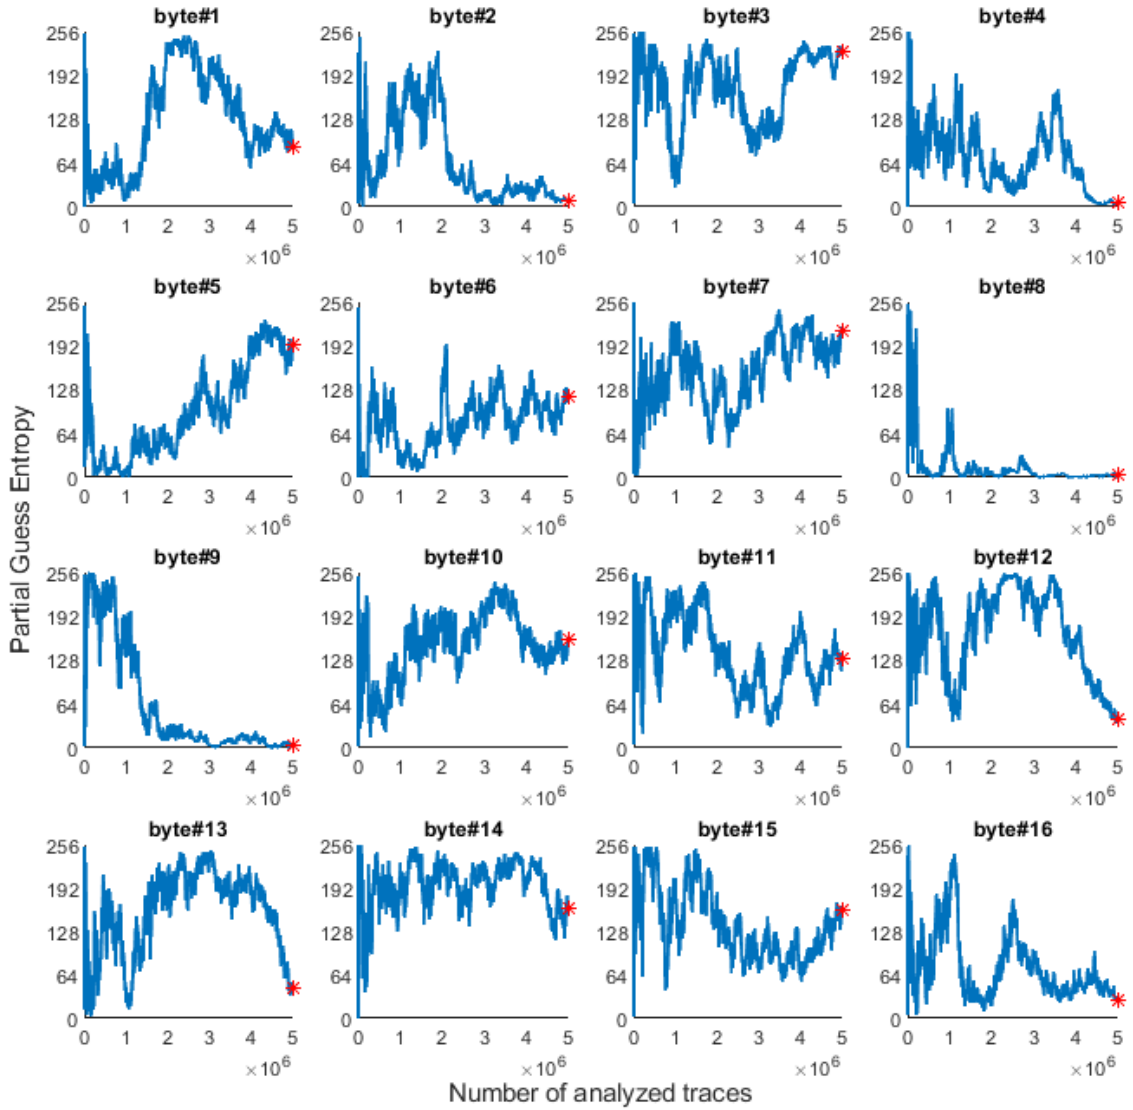 byte#1 byte#2 byte#3 byte#4
256 256 256 256
192 192 192 192
128 128 128 128
64 64 64 64
0 0 0 0
0 1 2 3 4 5 0 1 2 3 4 5 0 1 2 3 4 5 0 1 2 3 4 5
×10^6 ×10^6 ×10^6 ×10^6
byte#5 byte#6 byte#7 byte#8
256 256 256 256
192 192 192 192
128 128 128 128
64 64 64 64
0 0 0 0
0 1 2 3 4 5 0 1 2 3 4 5 0 1 2 3 4 5 0 1 2 3 4 5
×10^6 ×10^6 ×10^6 ×10^6
Partial Guess Entropy
byte#9 byte#10 byte#11 byte#12
256 256 256 256
192 192 192 192
128 128 128 128
64 64 64 64
0 0 0 0
0 1 2 3 4 5 0 1 2 3 4 5 0 1 2 3 4 5 0 1 2 3 4 5
×10^6 ×10^6 ×10^6 ×10^6
byte#13 byte#14 byte#15 byte#16
256 256 256 256
192 192 192 192
128 128 128 128
64 64 64 64
0 0 0 0
0 1 2 3 4 5 0 1 2 3 4 5 0 1 2 3 4 5 0 1 2 3 4 5
×10^6 ×10^6 ×10^6 ×10^6
Number of analyzed traces